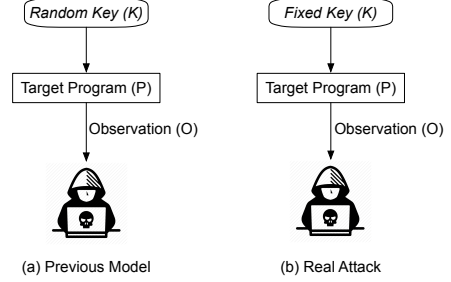 Random Key (K)
Target Program (P)
Observation (O)
(a) Previous Model
Fixed Key (K)
Target Program (P)
Observation (O)
(b) Real Attack